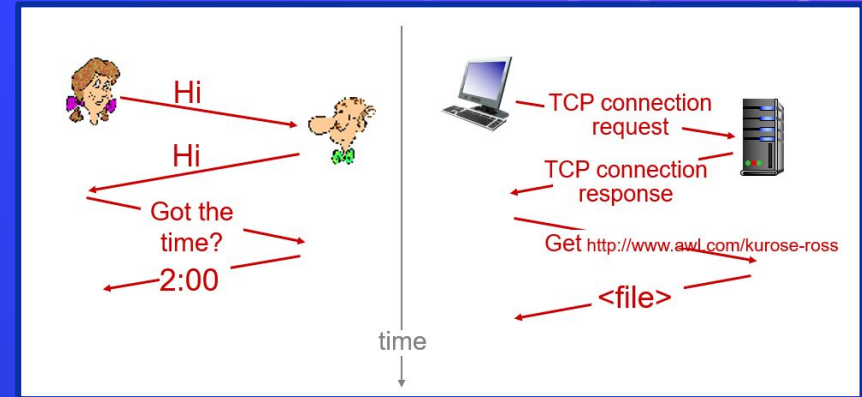 Hi
Hi
Got the
time?
2:00
time
TCP connection
request
TCP connection
response
Get http://www.awl.com/kurose-ross
<file>